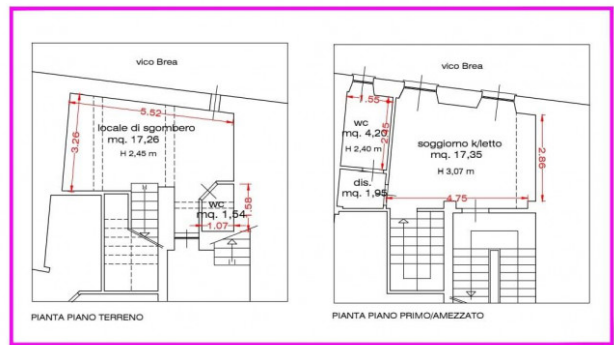 vico Brea
5.52
3.26
locale di sgombero
mq. 17,26
H 2,45 m
wc
mq. 1,54
1.58
1.07
PIANTA PIANO TERRENO
vico Brea
1.55
wc
mq. 4,20
H 2,40 m
soggiorno k/letto
mq. 17,35
H 3,07 m
2.86
dis.
mq. 1,95
4.75
PIANTA PIANO PRIMO/AMEZZATO